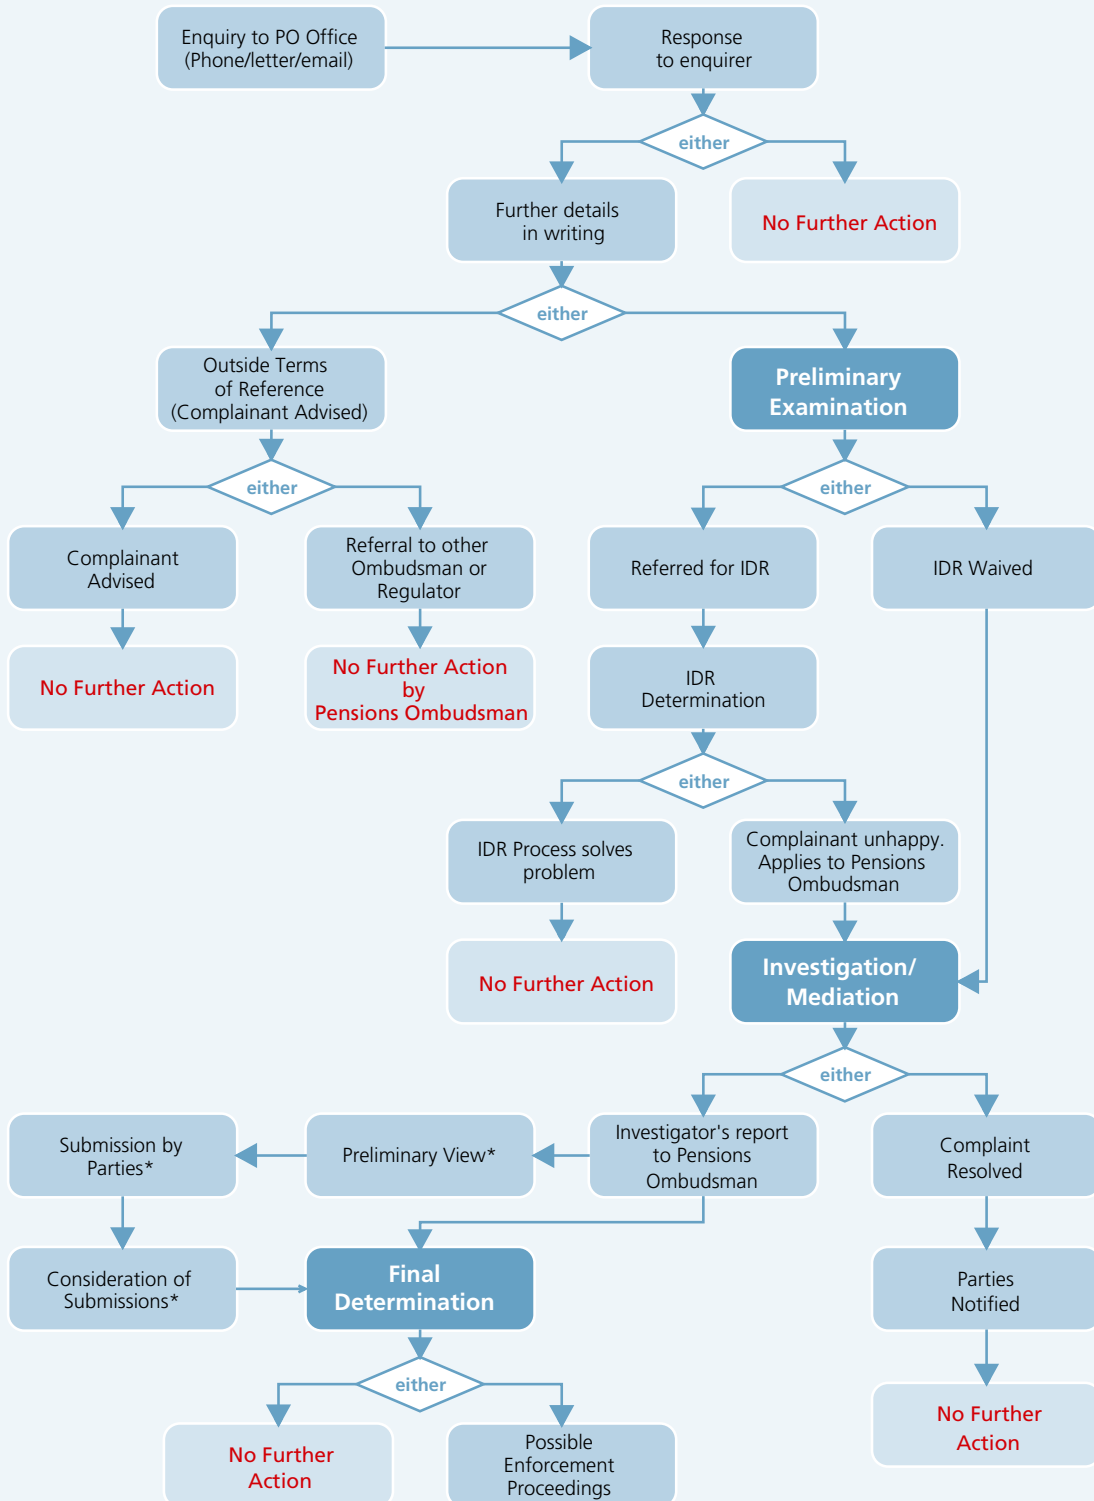 Enquiry to PO Office
(Phone/letter/email)
Response
to enquirer
either
Further details
in writing
No Further Action
either
Outside Terms
of Reference
(Complainant Advised)
Preliminary
Examination
either
either
Complainant
Advised
Referral to other
Ombudsman or
Regulator
Referred for IDR
IDR Waived
No Further Action
No Further Action
by
Pensions Ombudsman
IDR
Determination
either
IDR Process solves
problem
Complainant unhappy.
Applies to Pensions
Ombudsman
No Further Action
Investigation/
Mediation
either
Submission by
Parties*
Preliminary View*
Investigator's report
to Pensions
Ombudsman
Complaint
Resolved
Consideration of
Submissions*
Final
Determination
Parties
Notified
either
No Further
Action
Possible
Enforcement
Proceedings
No Further
Action